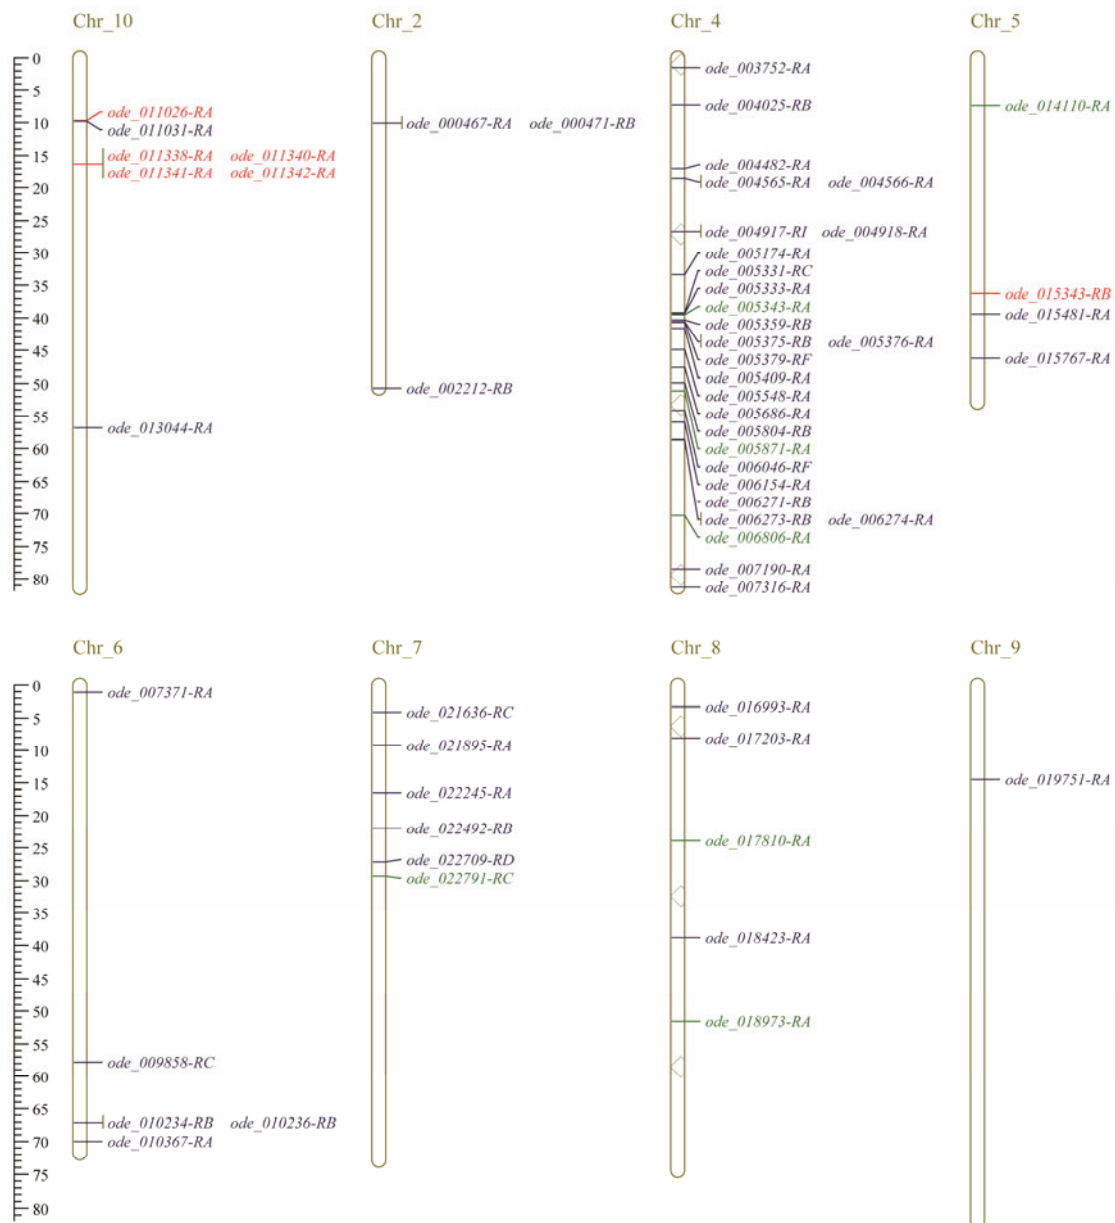 Chr_10 Chr_2 Chr_4 Chr_5
0
5
10
15
20
25
30
35
40
45
50
55
60
65
70
75
80
ode_011026-RA
ode_011031-RA
ode_011338-RA ode_011340-RA
ode_011341-RA ode_011342-RA
ode_013044-RA
ode_000467-RA ode_000471-RB
ode_002212-RB
ode_003752-RA
ode_004025-RB
ode_004482-RA
ode_004565-RA ode_004566-RA
ode_004917-RI ode_004918-RA
ode_005174-RA
ode_005331-RC
ode_005333-RA
ode_005343-RA
ode_005359-RB
ode_005375-RB ode_005376-RA
ode_005379-RF
ode_005409-RA
ode_005548-RA
ode_005686-RA
ode_005804-RB
ode_005871-RA
ode_006046-RF
ode_006154-RA
ode_006271-RB
ode_006273-RB ode_006274-RA
ode_006806-RA
ode_007190-RA
ode_007316-RA
ode_014110-RA
ode_015343-RB
ode_015481-RA
ode_015767-RA
Chr_6 Chr_7 Chr_8 Chr_9
0
5
10
15
20
25
30
35
40
45
50
55
60
65
70
75
80
ode_007371-RA
ode_009858-RC
ode_010234-RB ode_010236-RB
ode_010367-RA
ode_021636-RC
ode_021895-RA
ode_022245-RA
ode_022492-RB
ode_022709-RD
ode_022791-RC
ode_016993-RA
ode_017203-RA
ode_017810-RA
ode_018423-RA
ode_018973-RA
ode_019751-RA